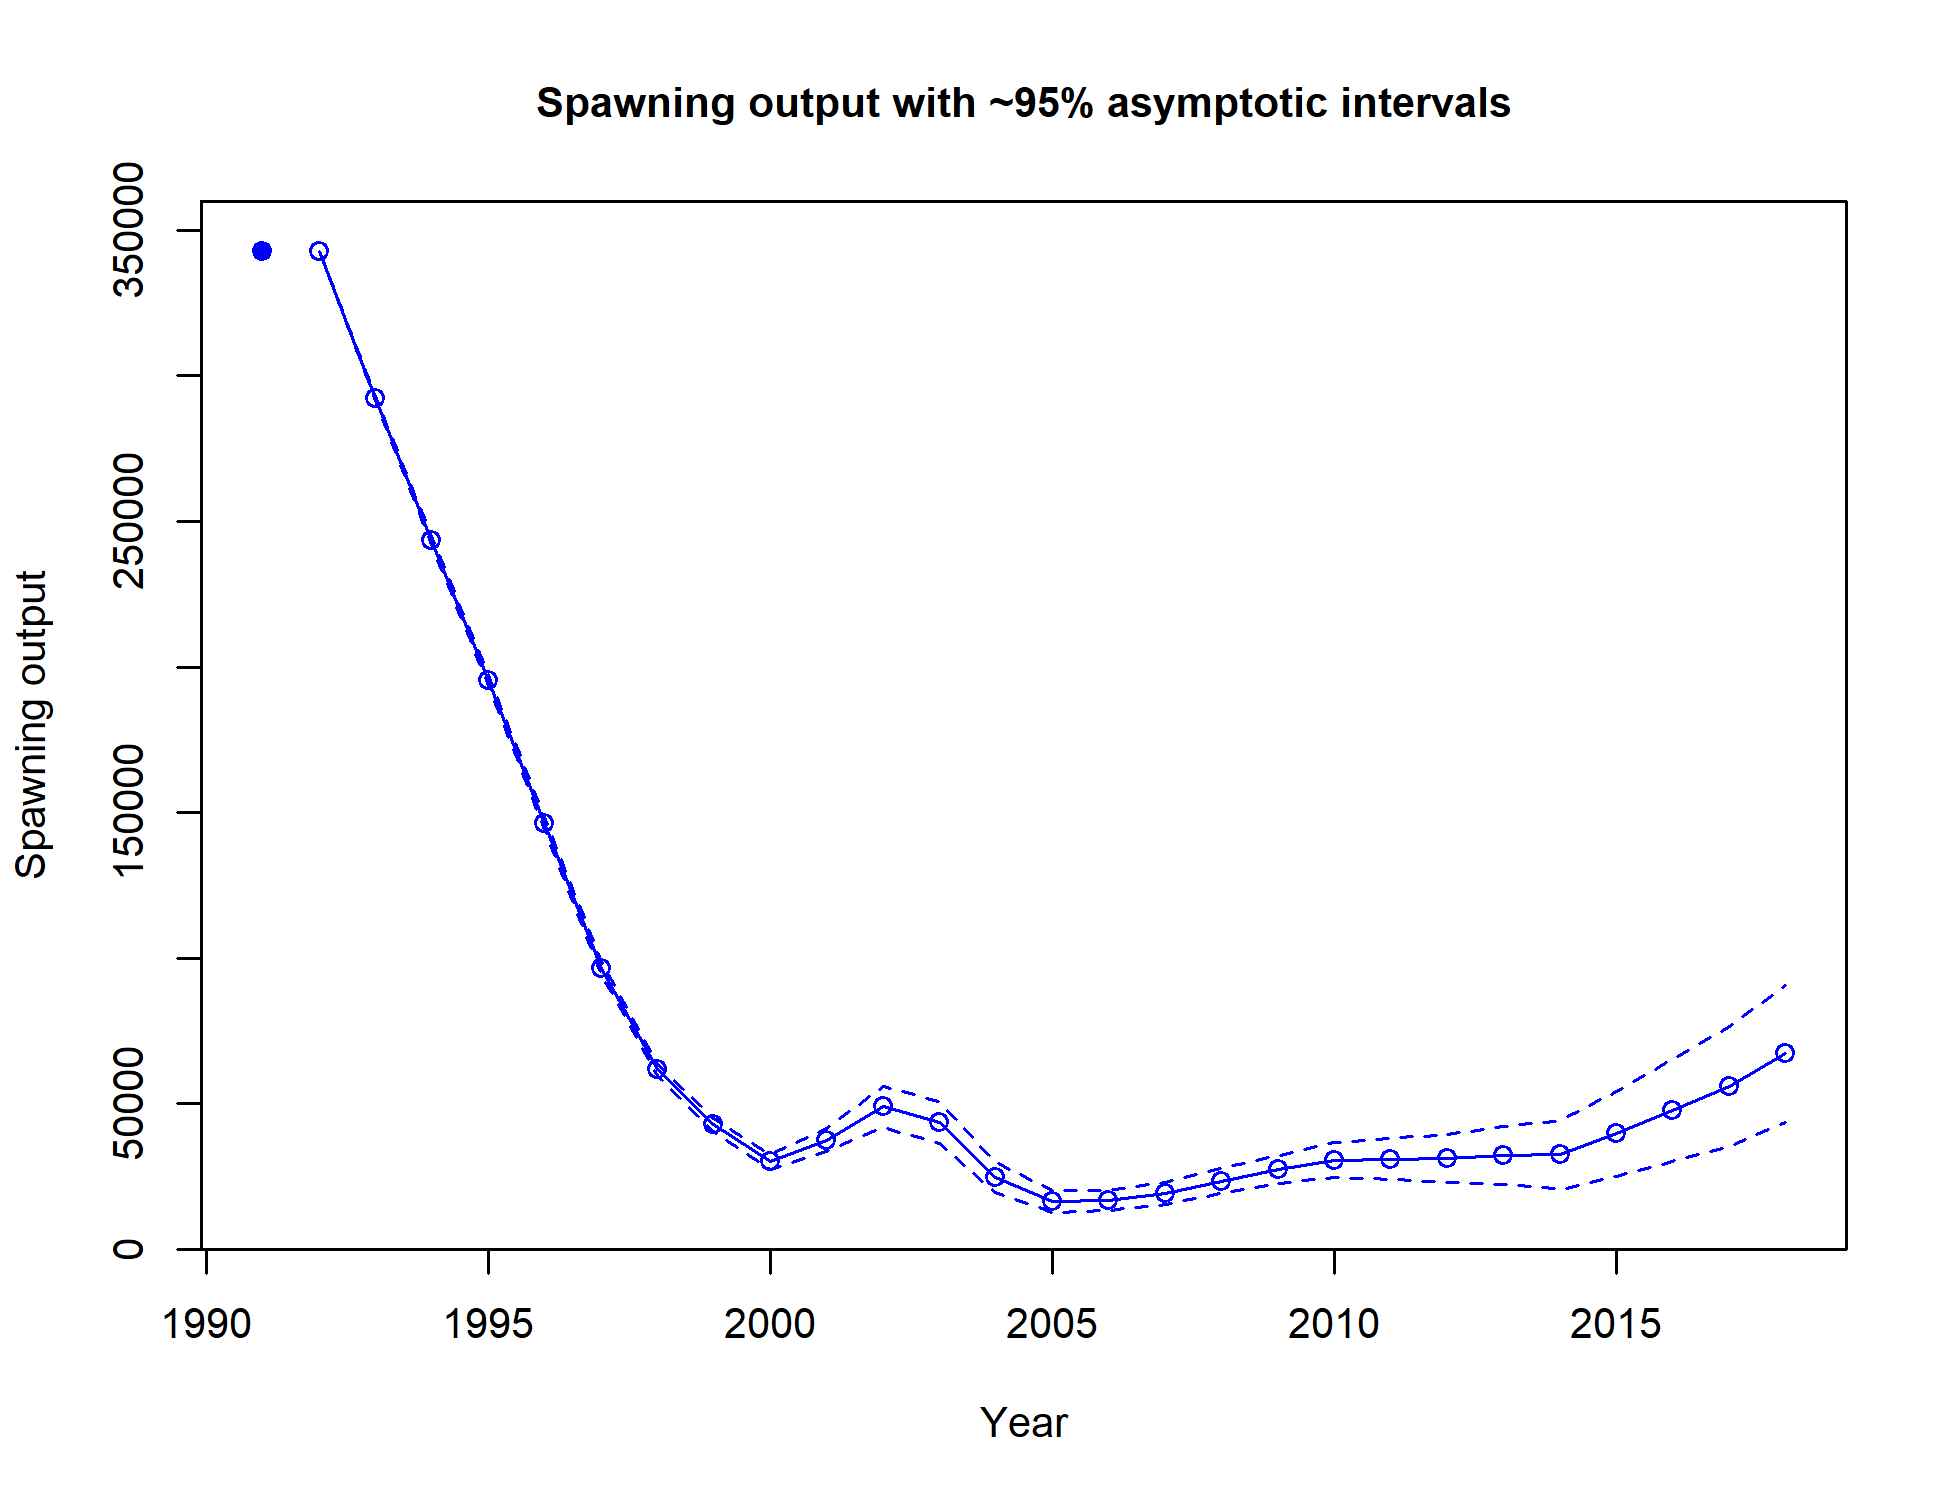 Spawning output with ~95% asymptotic intervals
Spawning output
350000
250000
150000
50000
0
1990 1995 2000 2005 2010 2015
Year